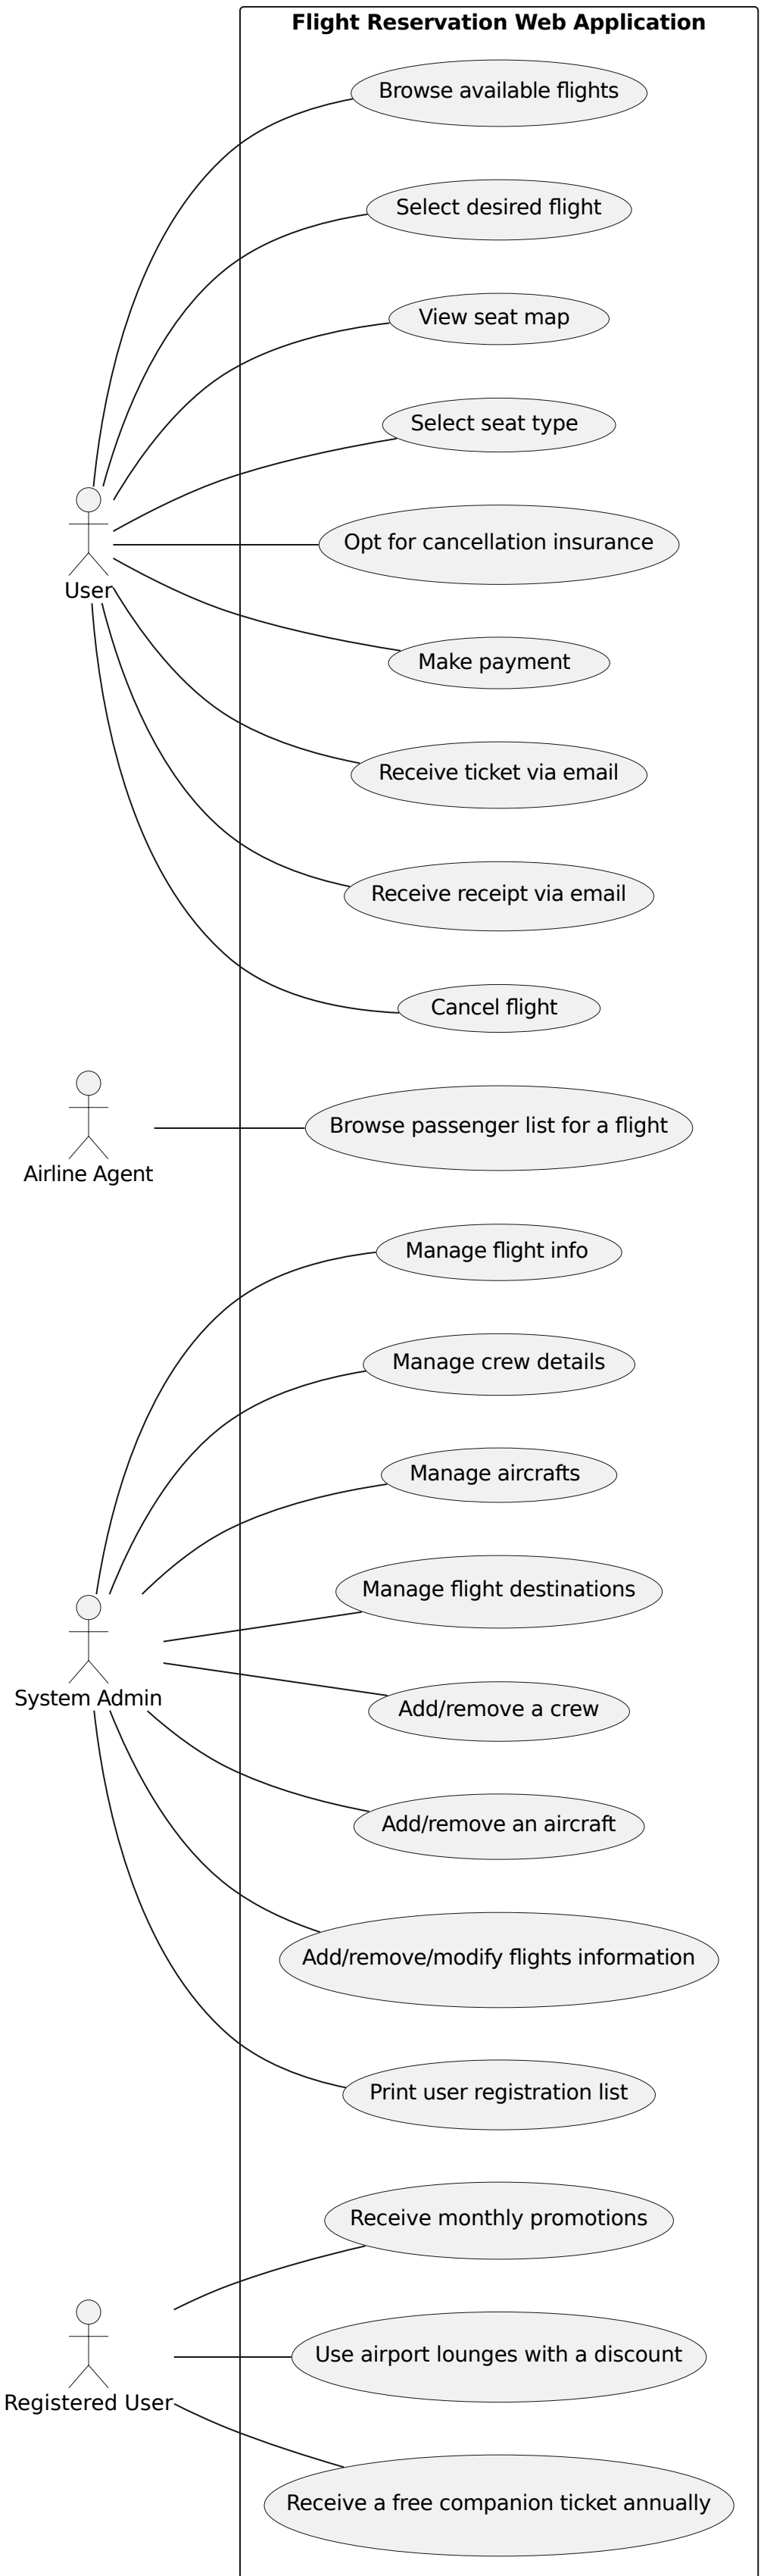 Flight Reservation Web Application
Browse available flights
Select desired flight
View seat map
Select seat type
Opt for cancellation insurance
User
Make payment
Receive ticket via email
Receive receipt via email
Cancel flight
Browse passenger list for a flight
Airline Agent
Manage flight info
Manage crew details
Manage aircrafts
Manage flight destinations
System Admin
Add/remove a crew
Add/remove an aircraft
Add/remove/modify flights information
Print user registration list
Receive monthly promotions
Use airport lounges with a discount
Registered User
Receive a free companion ticket annually